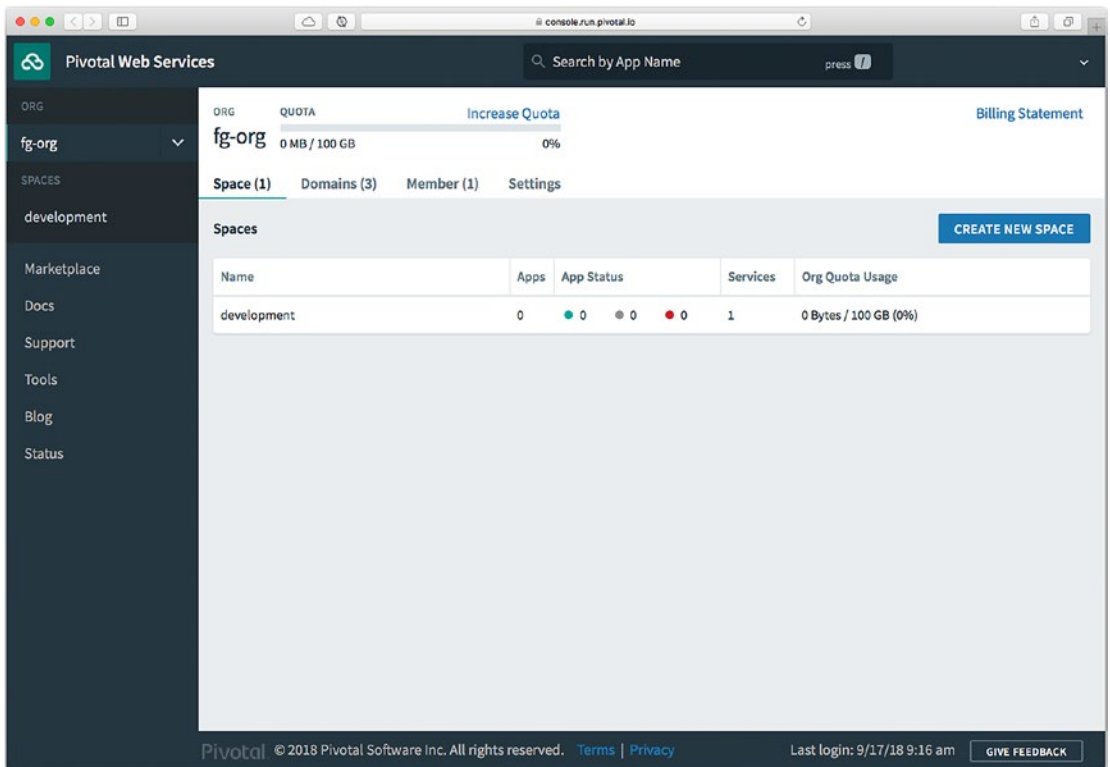 console.run.pivotal.io
Pivotal Web Services
Search by App Name
press /
ORG
fg-org
SPACES
development
Marketplace
Docs
Support
Tools
Blog
Status
ORG
fg-org
QUOTA
Increase Quota
0 MB / 100 GB
0%
Billing Statement
Space (1) Domains (3) Member (1) Settings
Spaces
CREATE NEW SPACE
Name Apps App Status Services Org Quota Usage
development 0 0 0 0 1 0 Bytes / 100 GB (0%)
Pivotal © 2018 Pivotal Software Inc. All rights reserved. Terms | Privacy Last login: 9/17/18 9:16 am GIVE FEEDBACK